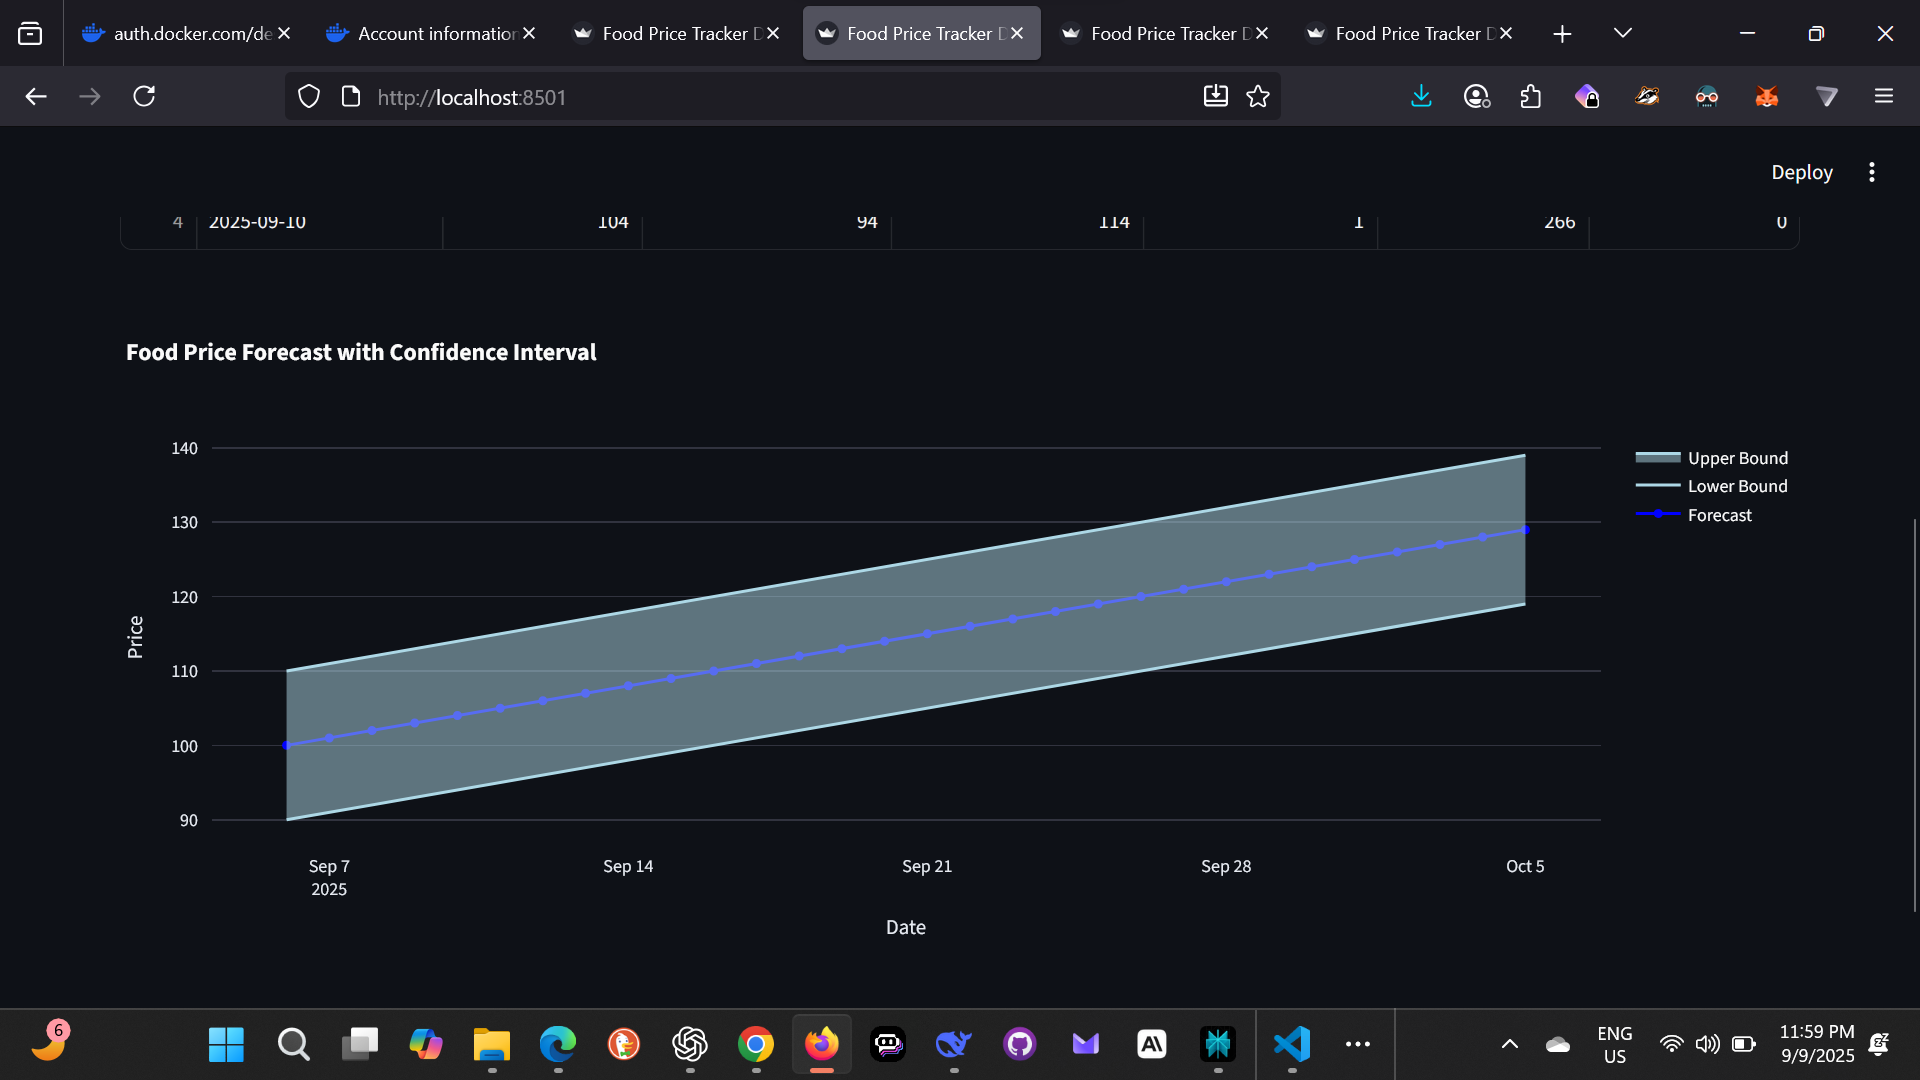 auth.docker.com/de
Account information
Food Price Tracker D
Food Price Tracker D
Food Price Tracker D
Food Price Tracker D
http://localhost:8501
Deploy
4 2025-09-10 104 94 114 1 266 0
Food Price Forecast with Confidence Interval
140
130
120
110
100
90
Price
Upper Bound
Lower Bound
Forecast
Sep 7
2025
Sep 14
Sep 21
Sep 28
Oct 5
Date
6
ENG
US
11:59 PM
9/9/2025